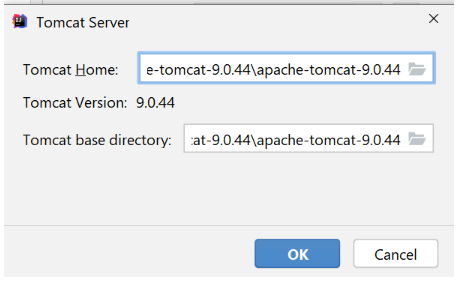 Tomcat Server
Tomcat Home: e-tomcat-9.0.44\apache-tomcat-9.0.44
Tomcat Version: 9.0.44
Tomcat base directory: :at-9.0.44\apache-tomcat-9.0.44
OK Cancel